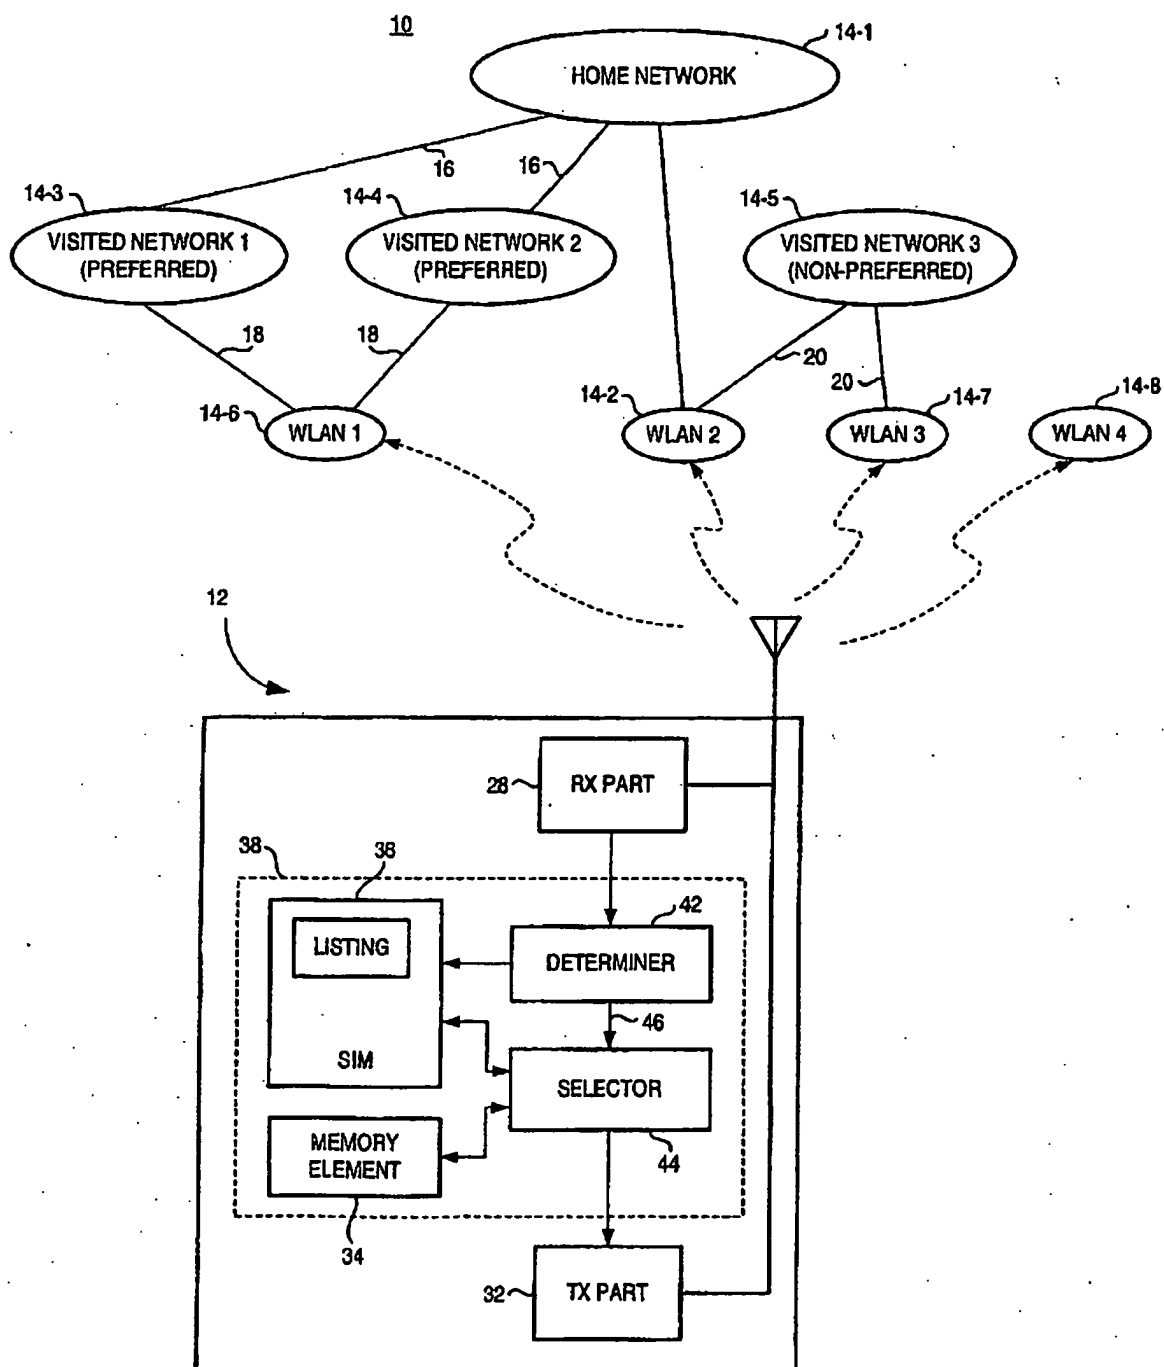 10
14-1
HOME NETWORK
16
16
14-3
14-4
14-5
VISITED NETWORK 1
(PREFERRED)
VISITED NETWORK 2
(PREFERRED)
VISITED NETWORK 3
(NON-PREFERRED)
18
18
20
20
14-6
14-2
14-7
14-8
WLAN 1
WLAN 2
WLAN 3
WLAN 4
12
28
RX PART
38
38
42
LISTING
DETERMINER
46
SIM
SELECTOR
44
MEMORY
ELEMENT
34
32
TX PART